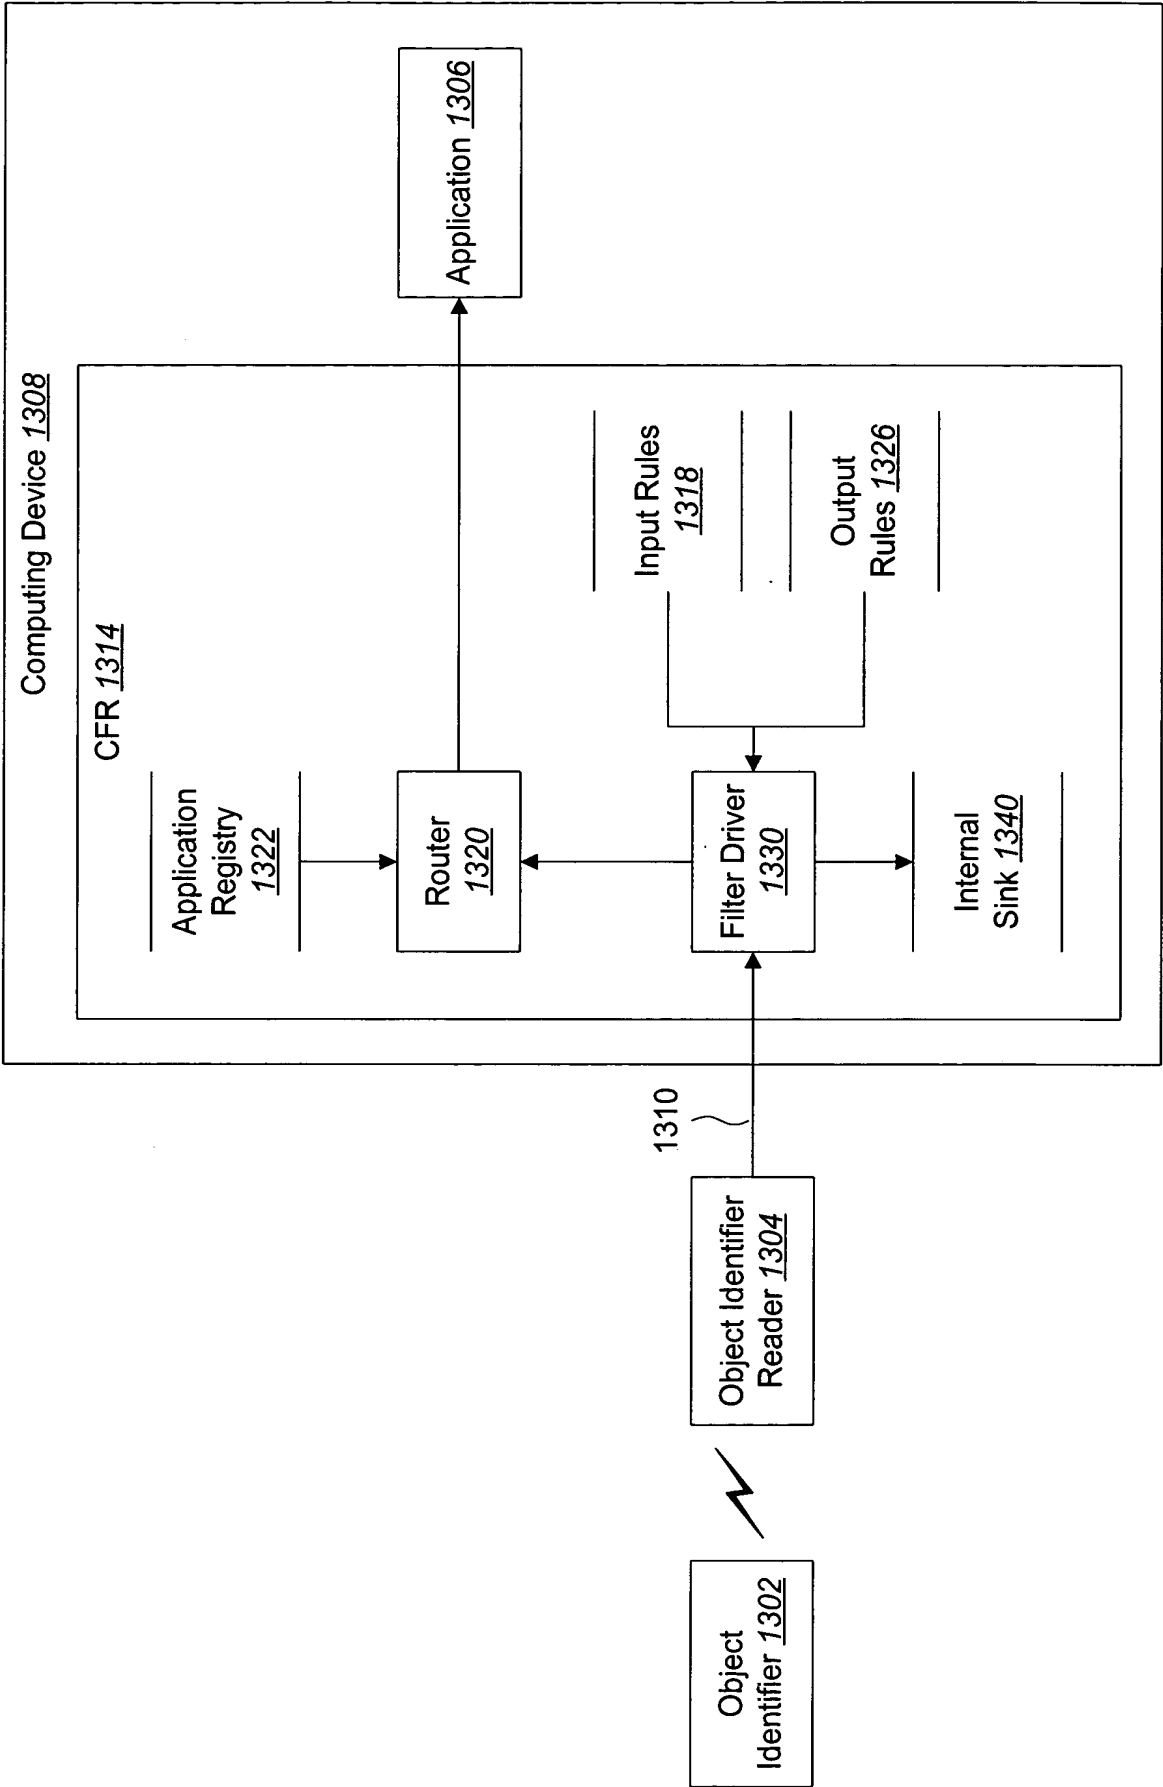 Computing Device 1308
CFR 1314
Application
Registry
1322
Router
1320
Application 1306
Input Rules
1318
Output
Rules 1326
Filter Driver
1330
Internal
Sink 1340
1310
Object Identifier
Reader 1304
Object
Identifier 1302